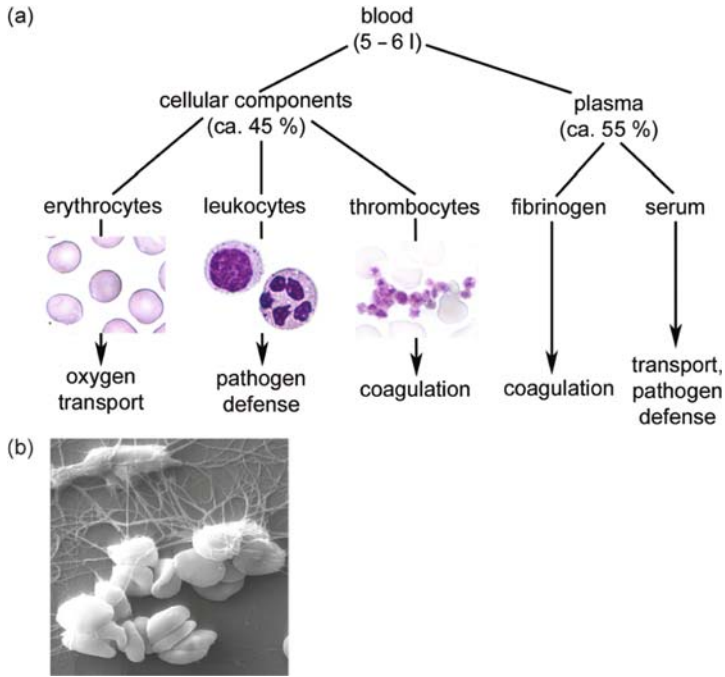 (a)
blood
(5 – 6 l)
cellular components
(ca. 45 %)
plasma
(ca. 55 %)
erythrocytes
leukocytes
thrombocytes
fibrinogen
serum
oxygen
transport
pathogen
defense
coagulation
coagulation
transport,
pathogen
defense
(b)